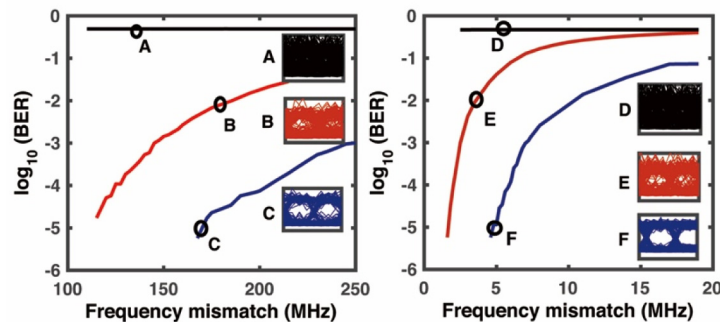 0
-1
-2
-3
-4
-5
-6
log10 (BER)
A
B
C
A
B
C
100
150
200
250
Frequency mismatch (MHz)
0
-1
-2
-3
-4
-5
-6
log10 (BER)
D
E
F
D
E
F
0
5
10
15
20
Frequency mismatch (MHz)